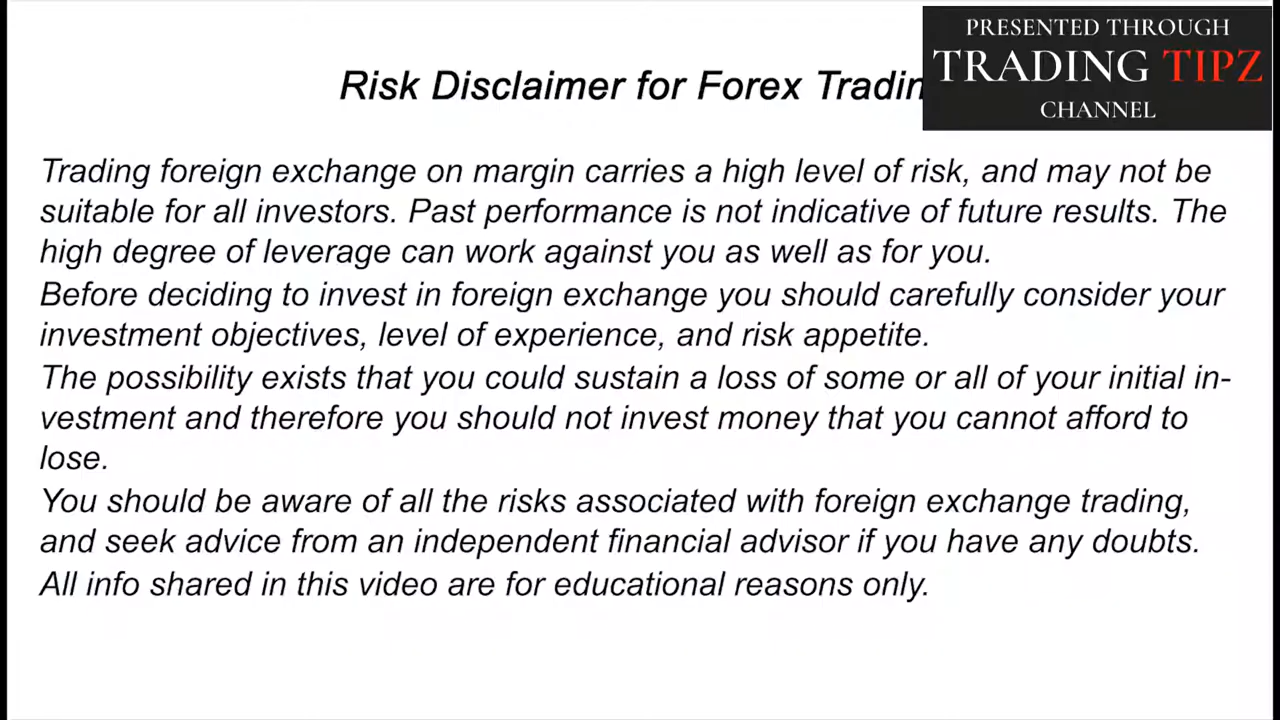 PRESENTED THROUGH
TRADING TIPZ
CHANNEL
Risk Disclaimer for Forex Tradin
Trading foreign exchange on margin carries a high level of risk, and may not be
suitable for all investors. Past performance is not indicative of future results. The
high degree of leverage can work against you as well as for you.
Before deciding to invest in foreign exchange you should carefully consider your
investment objectives, level of experience, and risk appetite.
The possibility exists that you could sustain a loss of some or all of your initial in-
vestment and therefore you should not invest money that you cannot afford to
lose.
You should be aware of all the risks associated with foreign exchange trading,
and seek advice from an independent financial advisor if you have any doubts.
All info shared in this video are for educational reasons only.